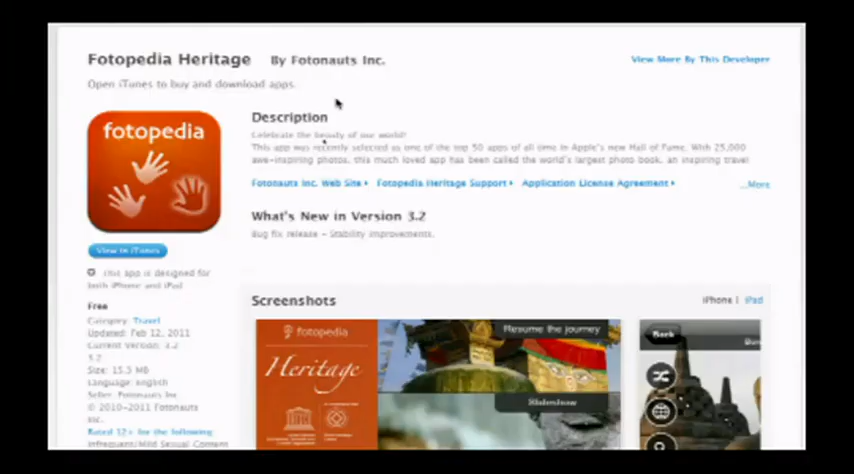 Fotopedia Heritage By Fotonauts Inc.
View More By This Developer
Open iTunes to buy and download apps.
fotopedia
Description
Celebrate the beauty of our world!
This app was recently selected as one of the top 50 apps of all time in Apple's new Hall of Fame. With 25,000
awe-inspiring photos, this much loved app has been called the world's largest photo book, an inspiring travel
Fotonauts Inc. Web Site Fotopedia Heritage Support Application License Agreement
...More
What's New in Version 3.2
Bug fix release - Stability improvements.
View In iTunes
This app is designed for
both iPhone and iPad
Free
Category: Travel
Updated: Feb 12, 2011
Current Version: 3.2
3.2
Size: 15.3 MB
Language: English
Seller: Fotonauts Inc.
© 2010-2011 Fotonauts
Inc.
Rated 12+ for the following
Infrequent/Mild Sexual Content
Screenshots
iPhone | iPad
fotopedia
Heritage
Resume the journey
Slideshow
Back